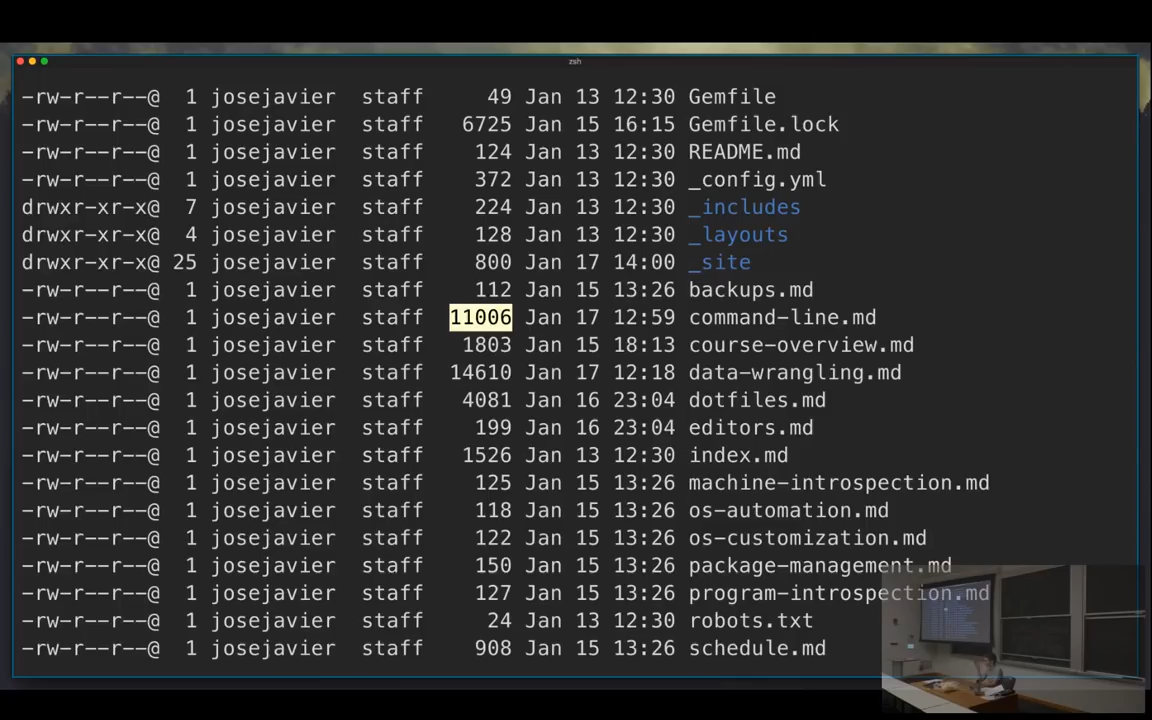 zsh
-rw-r--r--@ 1 josejavier staff 49 Jan 13 12:30 Gemfile
-rw-r--r--@ 1 josejavier staff 6725 Jan 15 16:15 Gemfile.lock
-rw-r--r--@ 1 josejavier staff 124 Jan 13 12:30 README.md
-rw-r--r--@ 1 josejavier staff 372 Jan 13 12:30 _config.yml
drwxr-xr-x@ 7 josejavier staff 224 Jan 13 12:30 _includes
drwxr-xr-x@ 4 josejavier staff 128 Jan 13 12:30 _layouts
drwxr-xr-x@ 25 josejavier staff 800 Jan 17 14:00 _site
-rw-r--r--@ 1 josejavier staff 112 Jan 15 13:26 backups.md
-rw-r--r--@ 1 josejavier staff 11006 Jan 17 12:59 command-line.md
-rw-r--r--@ 1 josejavier staff 1803 Jan 15 18:13 course-overview.md
-rw-r--r--@ 1 josejavier staff 14610 Jan 17 12:18 data-wrangling.md
-rw-r--r--@ 1 josejavier staff 4081 Jan 16 23:04 dotfiles.md
-rw-r--r--@ 1 josejavier staff 199 Jan 16 23:04 editors.md
-rw-r--r--@ 1 josejavier staff 1526 Jan 13 12:30 index.md
-rw-r--r--@ 1 josejavier staff 125 Jan 15 13:26 machine-introspection.md
-rw-r--r--@ 1 josejavier staff 118 Jan 15 13:26 os-automation.md
-rw-r--r--@ 1 josejavier staff 122 Jan 15 13:26 os-customization.md
-rw-r--r--@ 1 josejavier staff 150 Jan 15 13:26 package-management.md
-rw-r--r--@ 1 josejavier staff 127 Jan 15 13:26 program-introspection.md
-rw-r--r--@ 1 josejavier staff 24 Jan 13 12:30 robots.txt
-rw-r--r--@ 1 josejavier staff 908 Jan 15 13:26 schedule.md